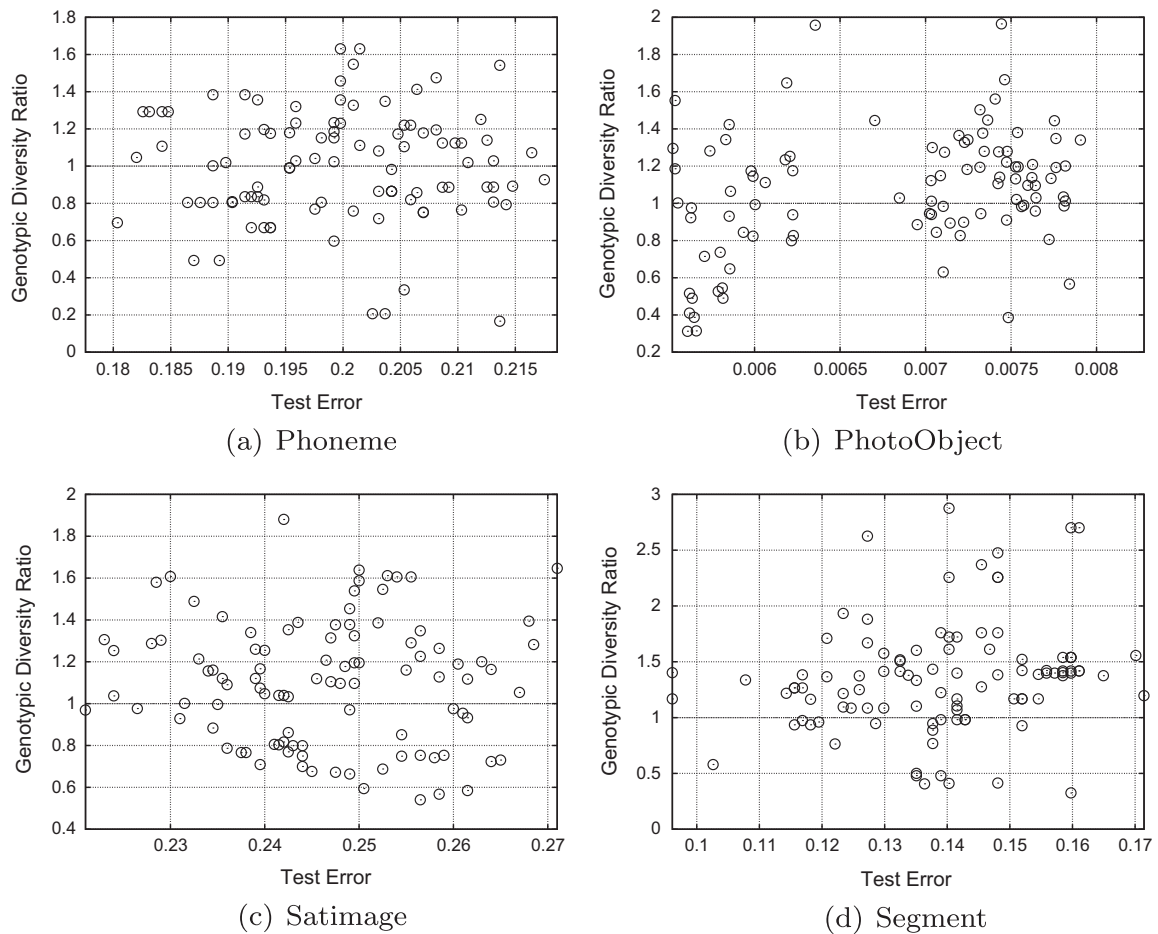 1.8
1.6
1.4
1.2
1
0.8
0.6
0.4
0.2
0
Genotypic Diversity Ratio
0.18 0.185 0.19 0.195 0.2 0.205 0.21 0.215
Test Error
(a) Phoneme
2
1.8
1.6
1.4
1.2
1
0.8
0.6
0.4
0.2
Genotypic Diversity Ratio
0.006 0.0065 0.007 0.0075 0.008
Test Error
(b) PhotoObject
2
1.8
1.6
1.4
1.2
1
0.8
0.6
0.4
Genotypic Diversity Ratio
0.23 0.24 0.25 0.26 0.27
Test Error
(c) Satimage
3
2.5
2
1.5
1
0.5
0
Genotypic Diversity Ratio
0.1 0.11 0.12 0.13 0.14 0.15 0.16 0.17
Test Error
(d) Segment